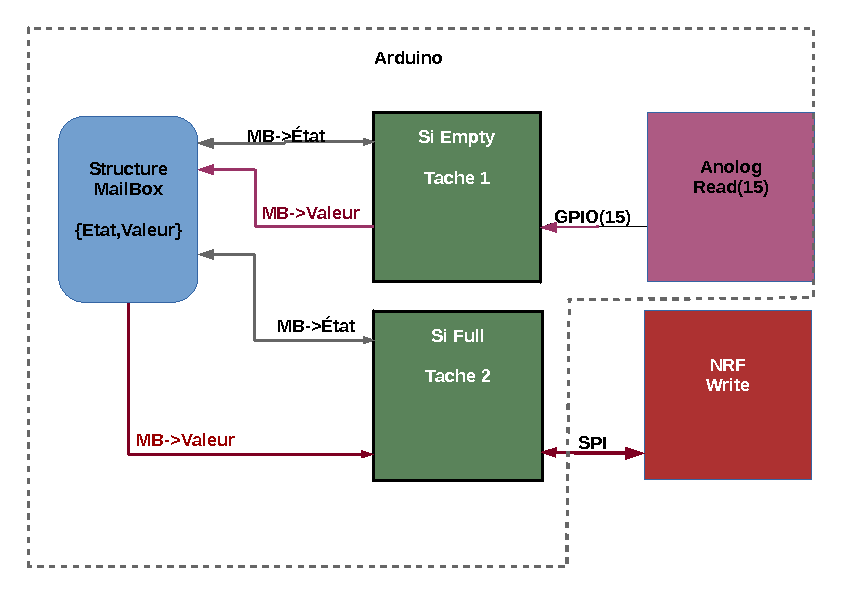 Arduino
MB->État
Si Empty
Tache 1
Structure
MailBox
{Etat,Valeur}
Anolog
Read(15)
MB->Valeur
GPIO(15)
MB->État
Si Full
Tache 2
NRF
Write
MB->Valeur
SPI